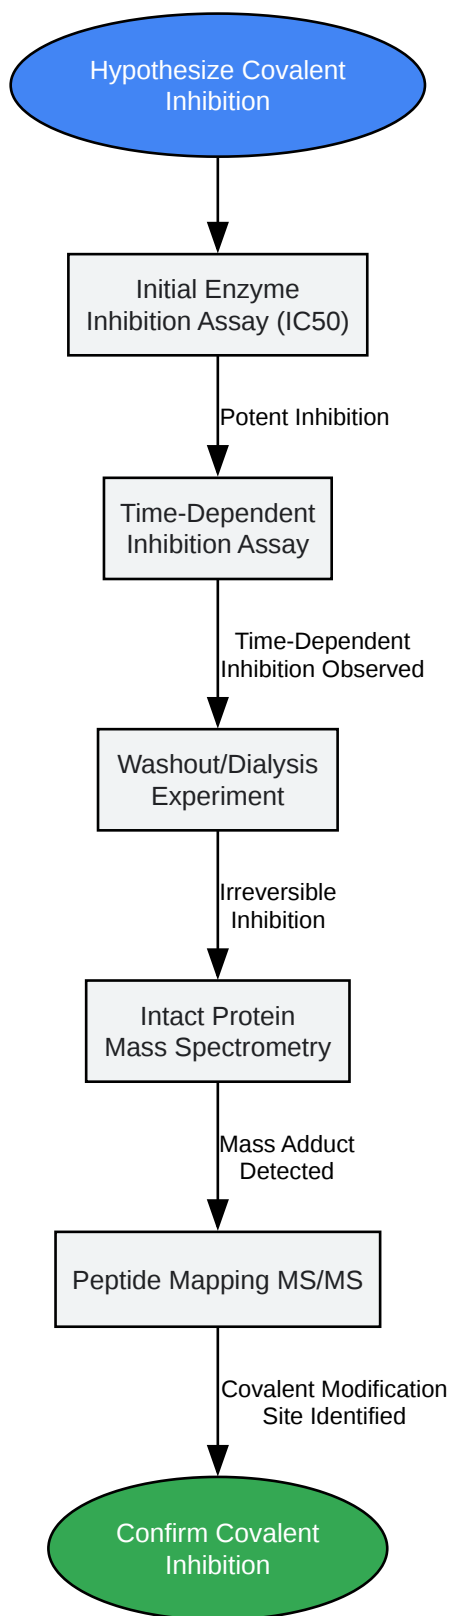 Hypothesize Covalent
Inhibition
Initial Enzyme
Inhibition Assay (IC50)
Potent Inhibition
Time-Dependent
Inhibition Assay
Time-Dependent
Inhibition Observed
Washout/Dialysis
Experiment
Irreversible
Inhibition
Intact Protein
Mass Spectrometry
Mass Adduct
Detected
Peptide Mapping MS/MS
Covalent Modification
Site Identified
Confirm Covalent
Inhibition